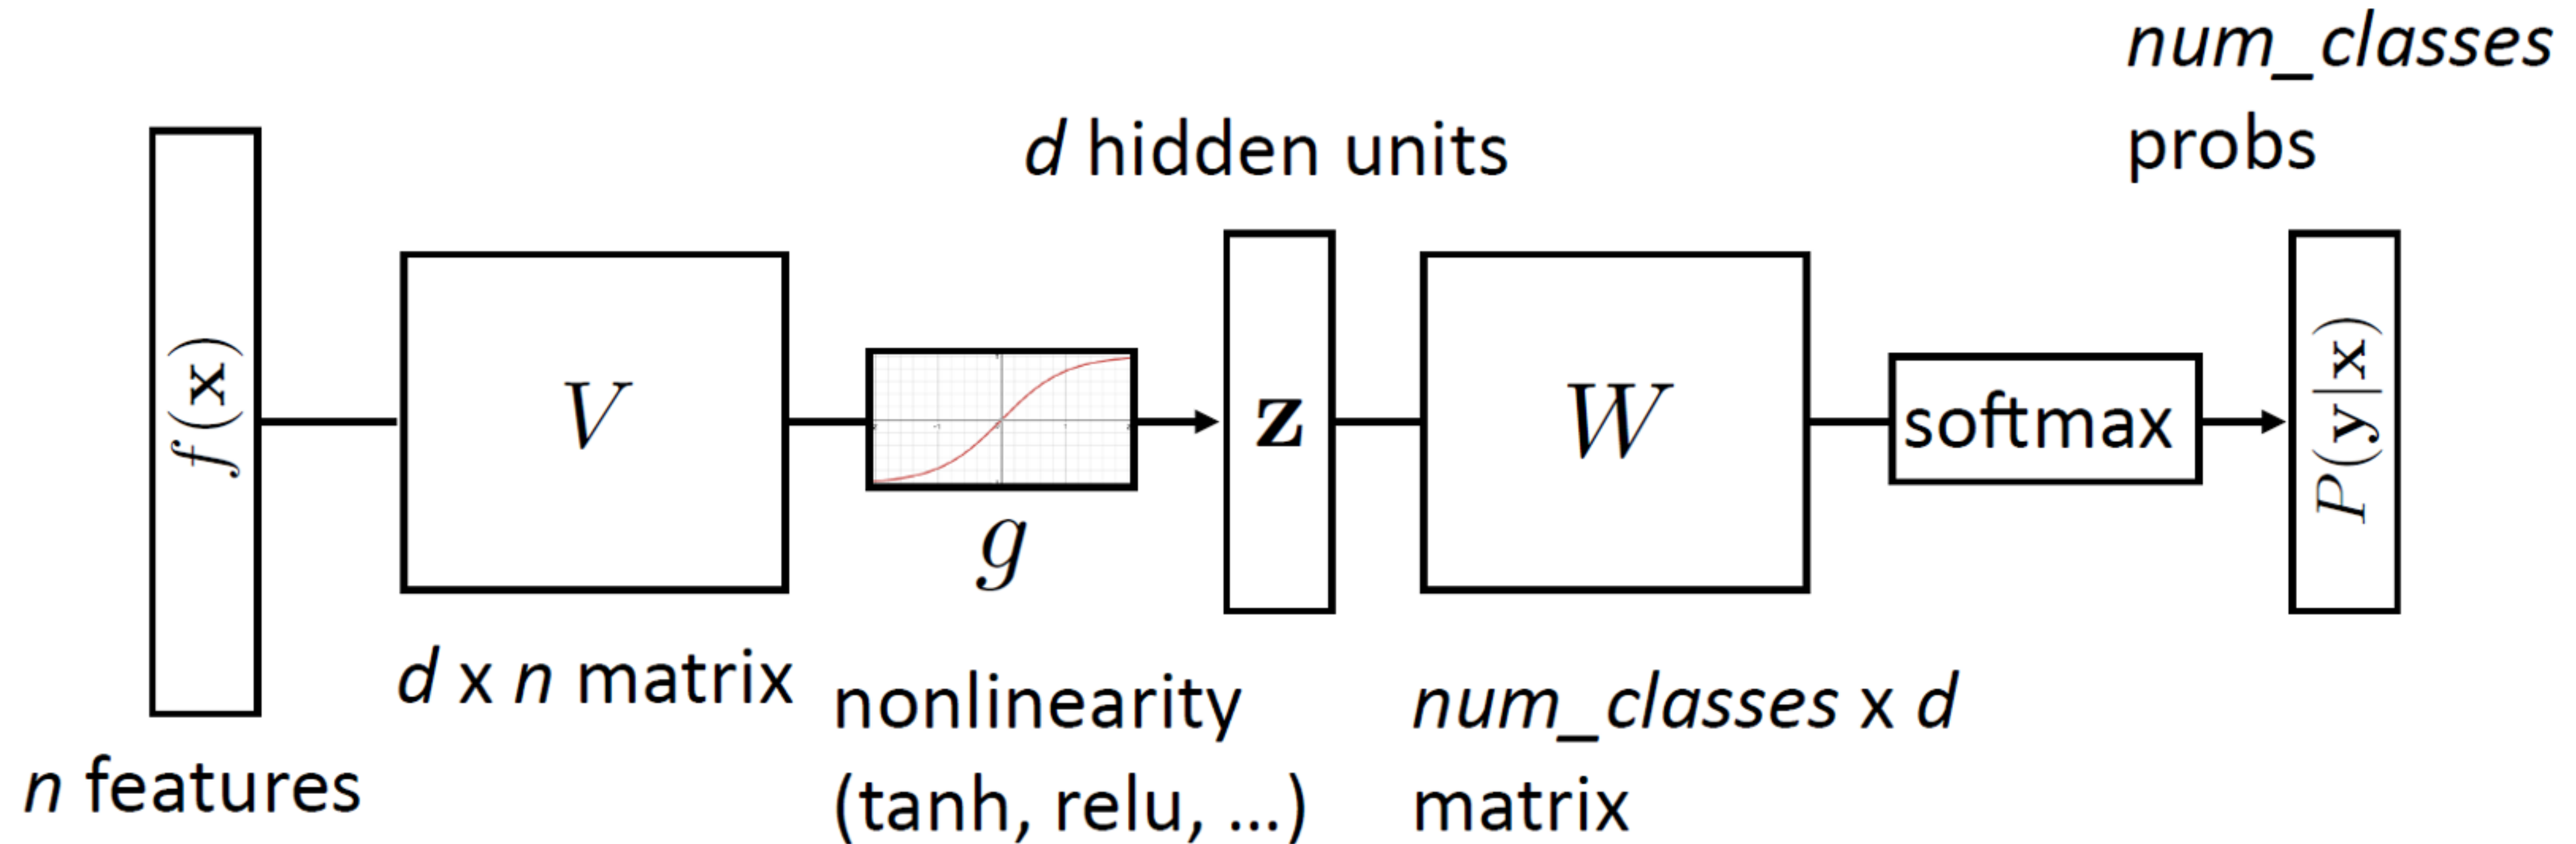 num_classes
probs
d hidden units
f(x)
V
g
z
W
softmax
P(y|x)
d x n matrix
n features
nonlinearity
(tanh, relu, ...)
num_classes x d
matrix